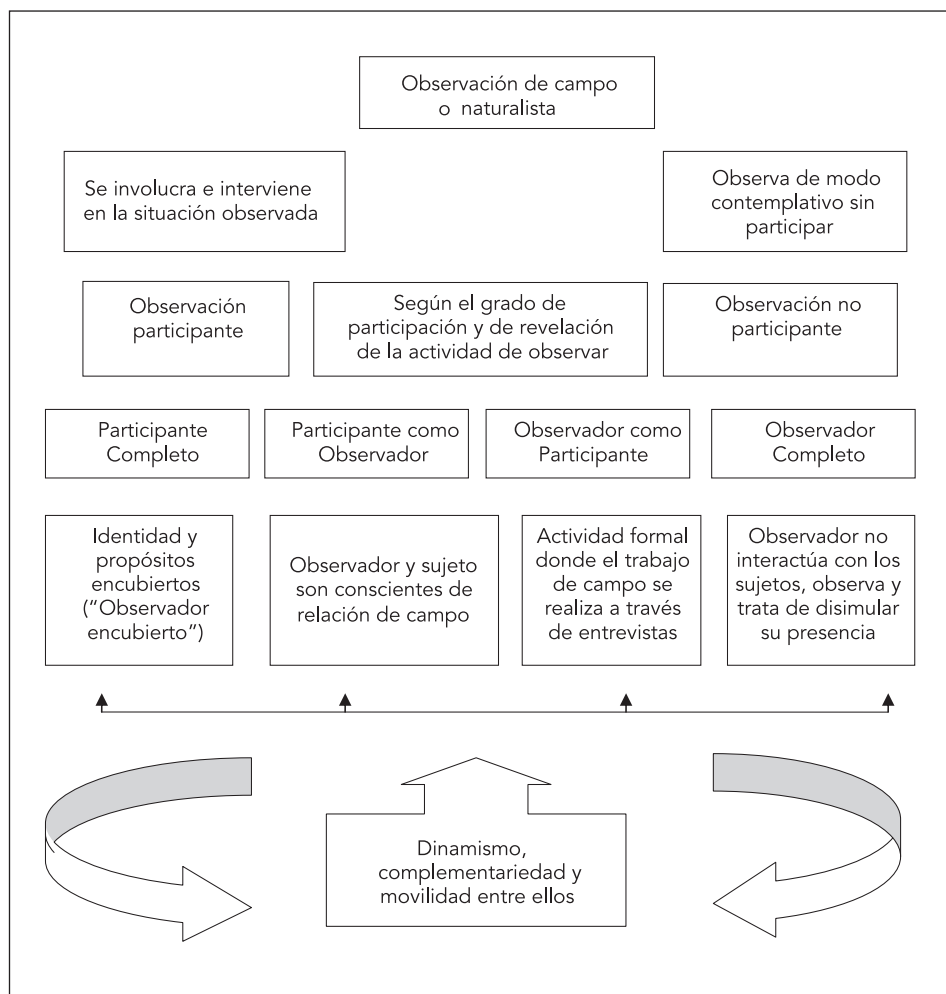 Observación de campo
o naturalista
Se involucra e interviene
en la situación observada
Observa de modo
contemplativo sin
participar
Observación
participante
Según el grado de
participación y de revelación
de la actividad de observar
Observación no
participante
Participante
Completo
Participante como
Observador
Observador como
Participante
Observador
Completo
Identidad y
propósitos
encubiertos
("Observador
encubierto")
Observador y sujeto
son conscientes de
relación de campo
Actividad formal
donde el trabajo
de campo se
realiza a través
de entrevistas
Observador no
interactúa con los
sujetos, observa y
trata de disimular
su presencia
Dinamismo,
complementariedad y
movilidad entre ellos